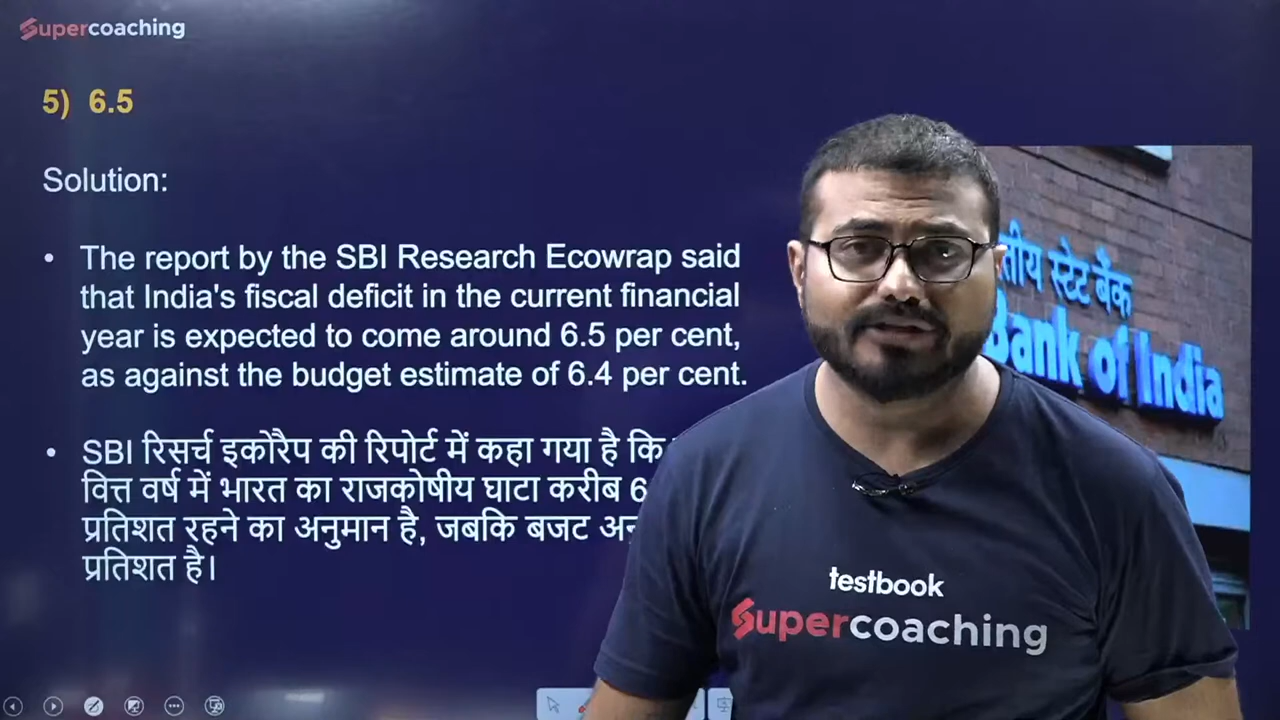 Supercoaching
5) 6.5
Solution:
• The report by the SBI Research Ecowrap said
that India's fiscal deficit in the current financial
year is expected to come around 6.5 per cent,
as against the budget estimate of 6.4 per cent.
• SBI रिसर्च इकोरैप की रिपोर्ट में कहा गया है कि
वित्त वर्ष में भारत का राजकोषीय घाटा करीब 6
प्रतिशत रहने का अनुमान है, जबकि बजट
प्रतिशत है।
स्टेट बैंक
Bank of India
testbook
Supercoaching